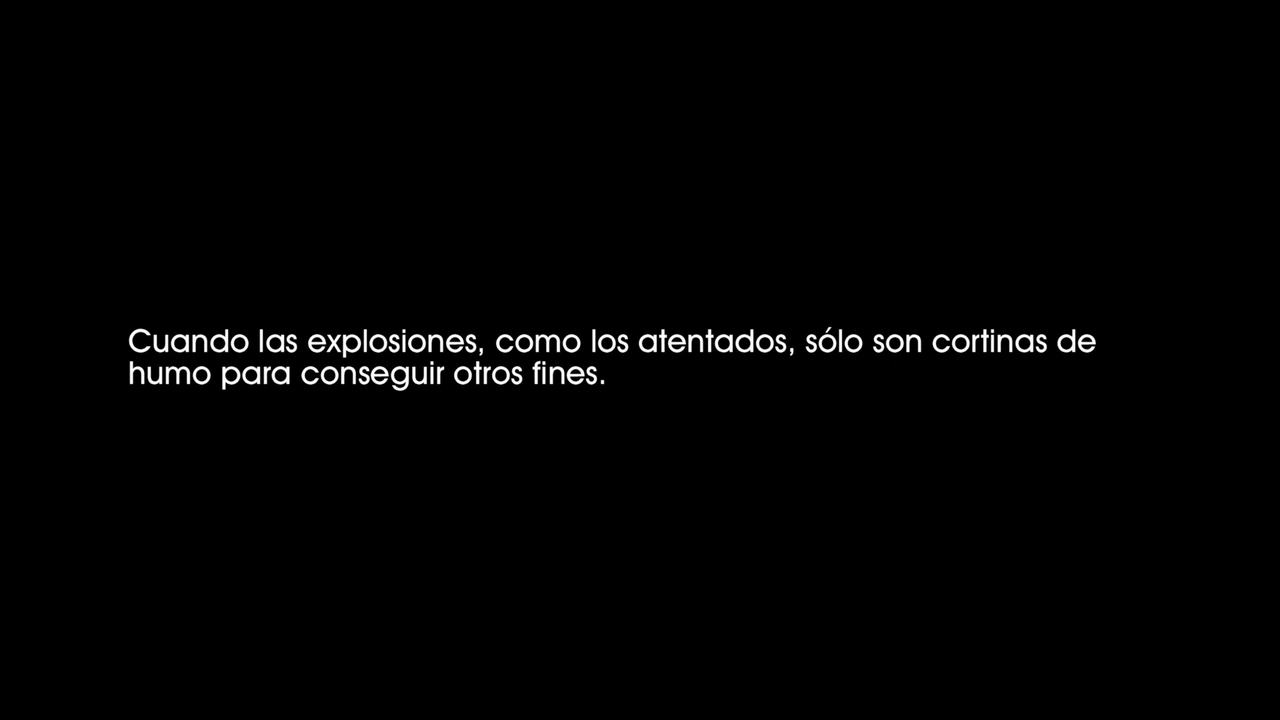 Cuando las explosiones, como los atentados, sólo son cortinas de
humo para conseguir otros fines.